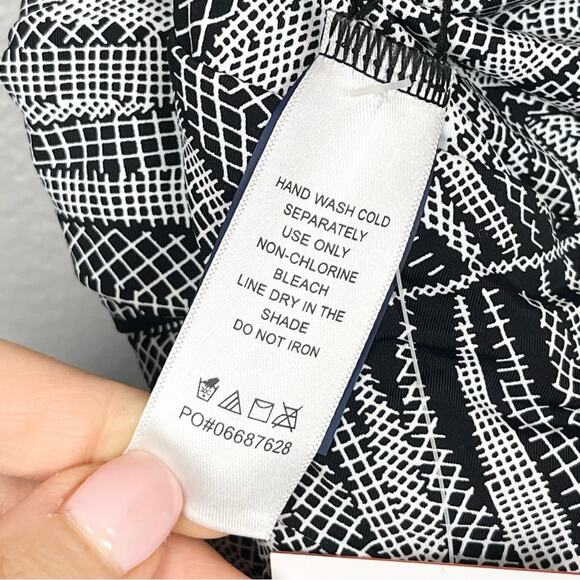 HAND WASH COLD
SEPARATELY
USE ONLY
NON-CHLORINE
BLEACH
LINE DRY IN THE
SHADE
DO NOT IRON
PO#06687628